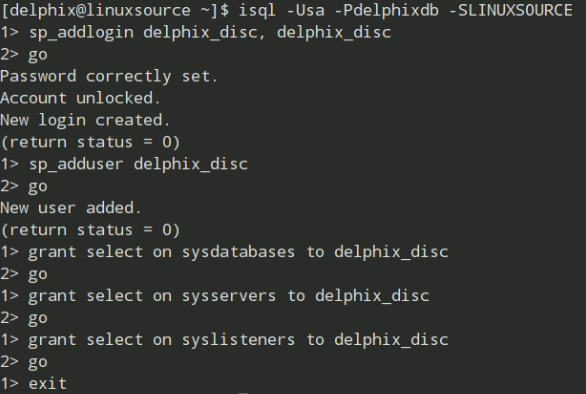 [delphix@linuxsource ~]$ isql -Usa -Pdelphixdb -SLINUXSOURCE
1> sp_addlogin delphix_disc, delphix_disc
2> go
Password correctly set.
Account unlocked.
New login created.
(return status = 0)
1> sp_adduser delphix_disc
2> go
New user added.
(return status = 0)
1> grant select on sysdatabases to delphix_disc
2> go
1> grant select on sysservers to delphix_disc
2> go
1> grant select on syslisteners to delphix_disc
2> go
1> exit